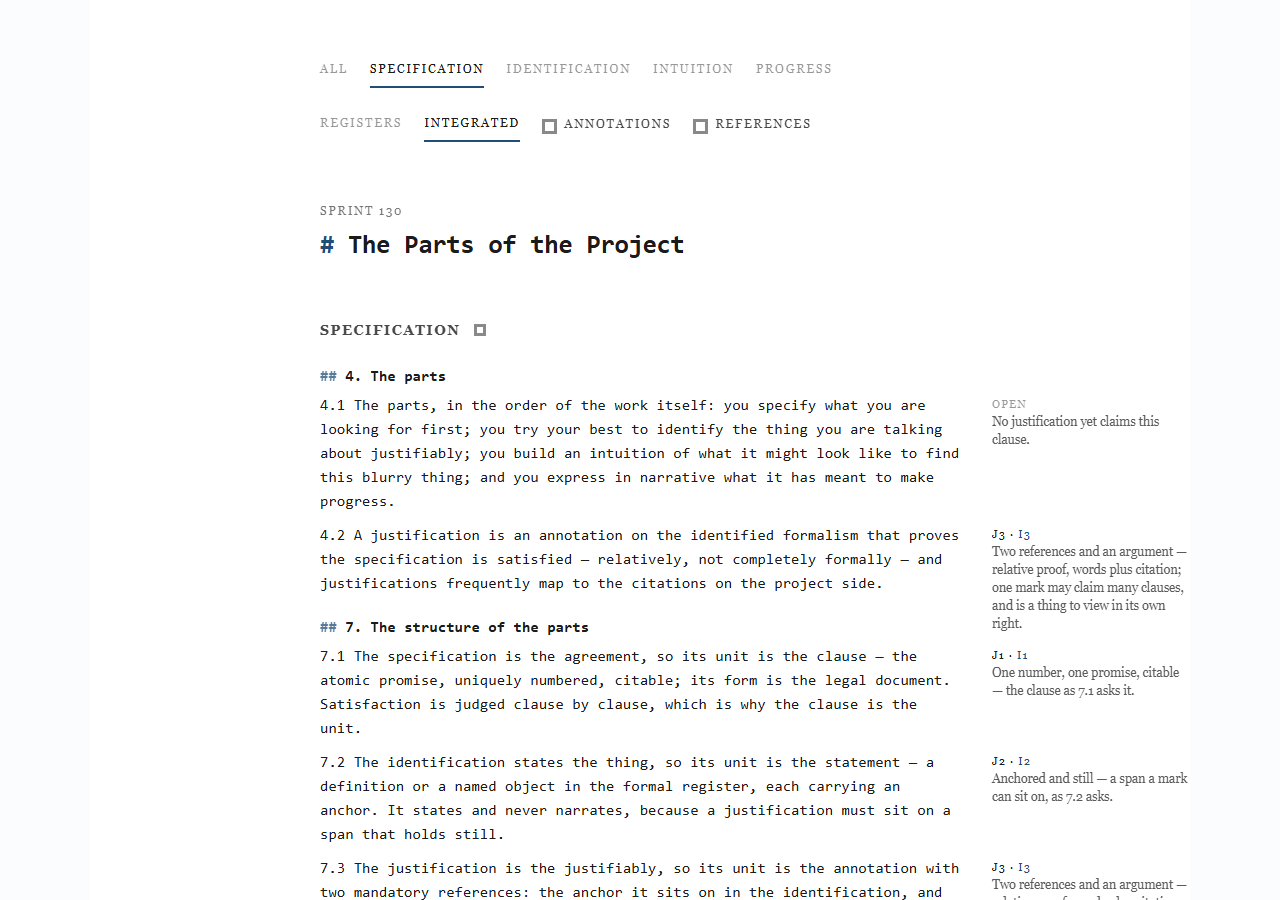 ALL SPECIFICATION IDENTIFICATION INTUITION PROGRESS
REGISTERS INTEGRATED ANNOTATIONS REFERENCES
SPRINT 130
# The Parts of the Project
SPECIFICATION
## 4. The parts
4.1 The parts, in the order of the work itself: you specify what you are
looking for first; you try your best to identify the thing you are talking
about justifiably; you build an intuition of what it might look like to find
this blurry thing; and you express in narrative what it has meant to make
progress.
OPEN
No justification yet claims this
clause.
4.2 A justification is an annotation on the identified formalism that proves
the specification is satisfied — relatively, not completely formally — and
justifications frequently map to the citations on the project side.
J3 · I3
Two references and an argument —
relative proof, words plus citation;
one mark may claim many clauses,
and is a thing to view in its own
right.
## 7. The structure of the parts
7.1 The specification is the agreement, so its unit is the clause — the
atomic promise, uniquely numbered, citable; its form is the legal document.
Satisfaction is judged clause by clause, which is why the clause is the
unit.
J1 · I1
One number, one promise, citable
— the clause as 7.1 asks it.
7.2 The identification states the thing, so its unit is the statement — a
definition or a named object in the formal register, each carrying an
anchor. It states and never narrates, because a justification must sit on a
span that holds still.
J2 · I2
Anchored and still — a span a mark
can sit on, as 7.2 asks.
7.3 The justification is the justifiably, so its unit is the annotation with
two mandatory references: the anchor it sits on in the identification, and
J3 · I3
Two references and an argument —